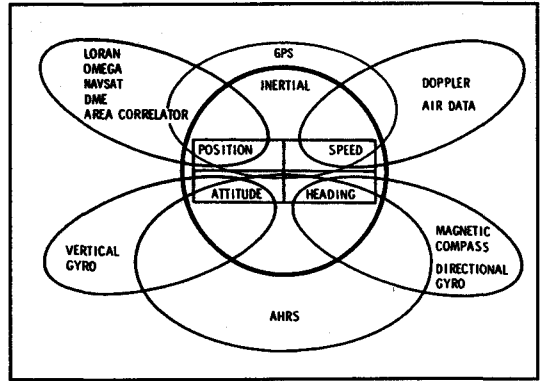 LORAN
OMEGA
NAVSAT
DME
AREA CORRELATOR
GPS
INERTIAL
DOPPLER
AIR DATA
POSITION
SPEED
ATTITUDE
HEADING
VERTICAL
GYRO
MAGNETIC
COMPASS
DIRECTIONAL
GYRO
AHRS